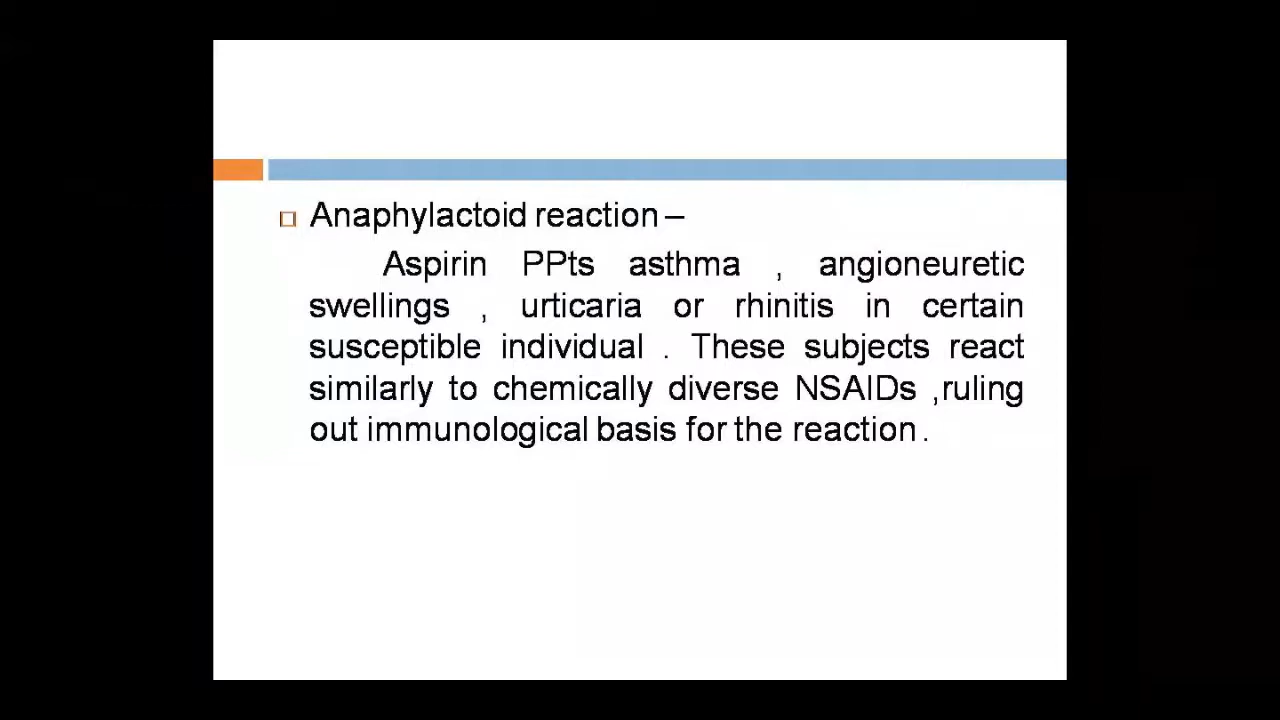 Anaphylactoid reaction –
Aspirin PPts asthma , angioneuretic
swellings , urticaria or rhinitis in certain
susceptible individual . These subjects react
similarly to chemically diverse NSAIDs ,ruling
out immunological basis for the reaction .